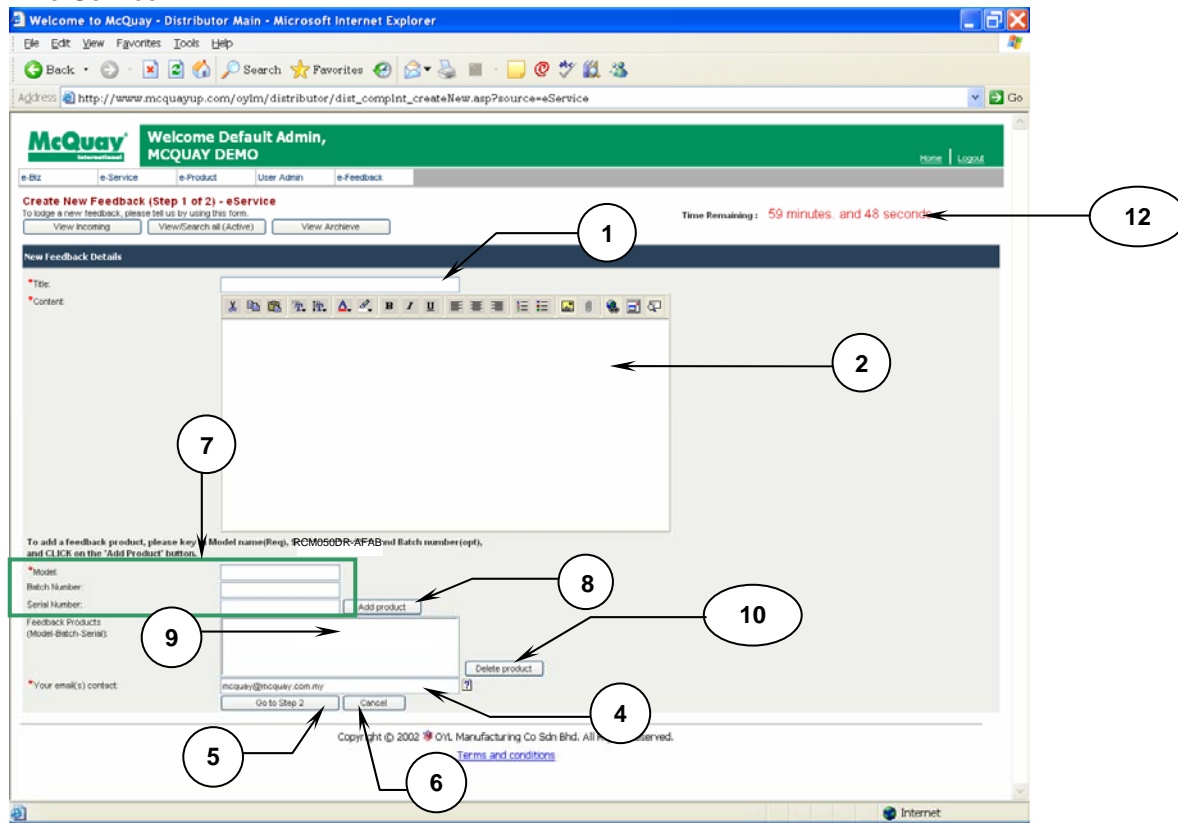 Welcome to McQuay - Distributor Main - Microsoft Internet Explorer
File Edit View Favorites Tools Help
Back Search Favorites
Address http://www.mcquayup.com/oylm/distributor/dist_complnt_createNew.asp?source=eService Go
McQuay International
Welcome Default Admin,
MCQUAY DEMO
Home | Logout
e-Biz e-Service e-Product User Admin e-Feedback
Create New Feedback (Step 1 of 2) - eService
To lodge a new feedback, please tell us by using this form.
Time Remaining : 59 minutes. and 48 seconds
12
View Incoming View/Search all (Active) View Archieve
1
New Feedback Details
*Title:
*Content:
B I U
2
7
To add a feedback product, please key Model name(Req), RCM050DR-AFAB and Batch number(opt),
and CLICK on the 'Add Product' button.
*Model:
Batch Number:
Serial Number:
Add product
8
Feedback Products
(Model-Batch-Serial):
9
10
Delete product
*Your email(s) contact:
mcquay@mcquay.com.my
?
Go to Step 2 Cancel
4
5
6
Copyright © 2002 OYL Manufacturing Co Sdn Bhd. All Reserved.
Terms and conditions
Internet